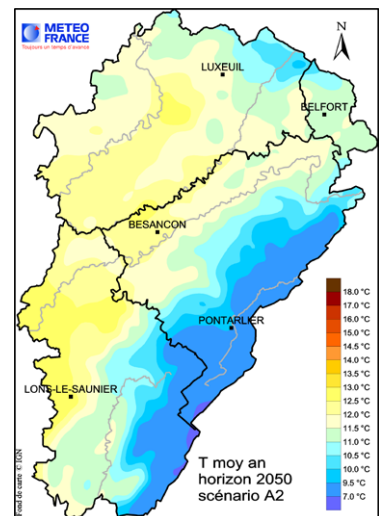 METEO
FRANCE
Toujours un temps d'avance
N
LUXEUIL
BELFORT
BESANCON
PONTARLIER
LONS-LE-SAUNIER
18.0 °C
17.0 °C
16.0 °C
15.0 °C
14.5 °C
14.0 °C
13.5 °C
13.0 °C
12.5 °C
12.0 °C
11.5 °C
11.0 °C
10.5 °C
10.0 °C
9.5 °C
7.0 °C
T moy an
horizon 2050
scénario A2
Fond de carte © IGN